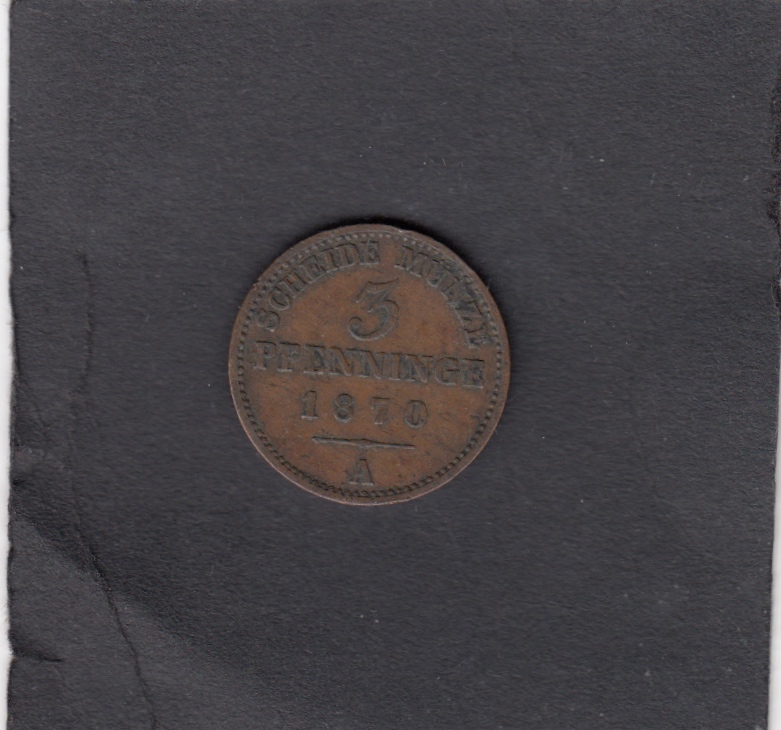 SCHEIDE MÜNZE
3
PFENNINGE
1870
A